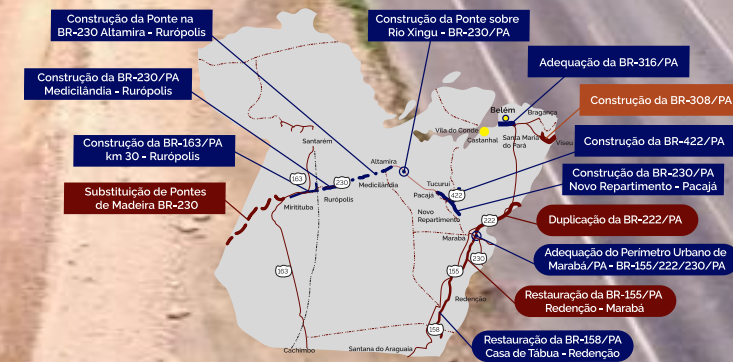 Construção da Ponte na
BR-230 Altamira - Rurópolis
Construção da Ponte sobre
Rio Xingu - BR-230/PA
Adequação da BR-316/PA
Construção da BR-230/PA
Medicilândia - Rurópolis
Construção da BR-308/PA
Construção da BR-163/PA
km 30 - Rurópolis
Construção da BR-422/PA
Substituição de Pontes
de Madeira BR-230
Construção da BR-230/PA
Novo Repartimento - Pacajá
Duplicação da BR-222/PA
Adequação do Perímetro Urbano de
Marabá/PA - BR-155/222/230/PA
Restauração da BR-155/PA
Redenção - Marabá
Restauração da BR-158/PA
Casa de Tábua - Redenção
Belém
Bragança
Vila do Conde
Castanhal
Santa Maria
do Pará
Viseu
Santarém
Altamira
163
230
Medicilândia
Tucuruí
Pacajá
422
Miritituba
Rurópolis
Novo
Repartimento
222
Marabá
230
163
155
Redenção
158
Cachimbo
Santana do Araguaia